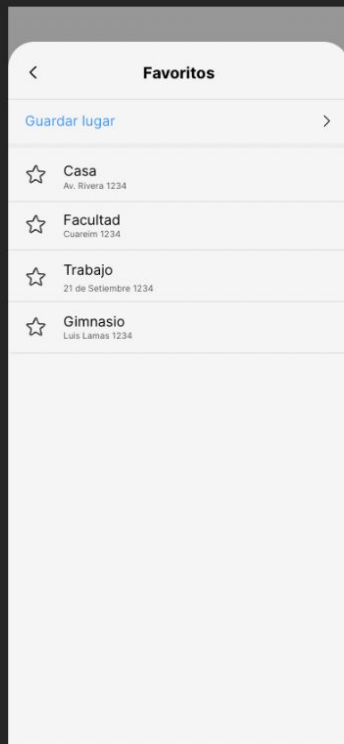 Favoritos
Guardar lugar
Casa
Av. Rivera 1234
Facultad
Cuareim 1234
Trabajo
21 de Setiembre 1234
Gimnasio
Luis Lamas 1234